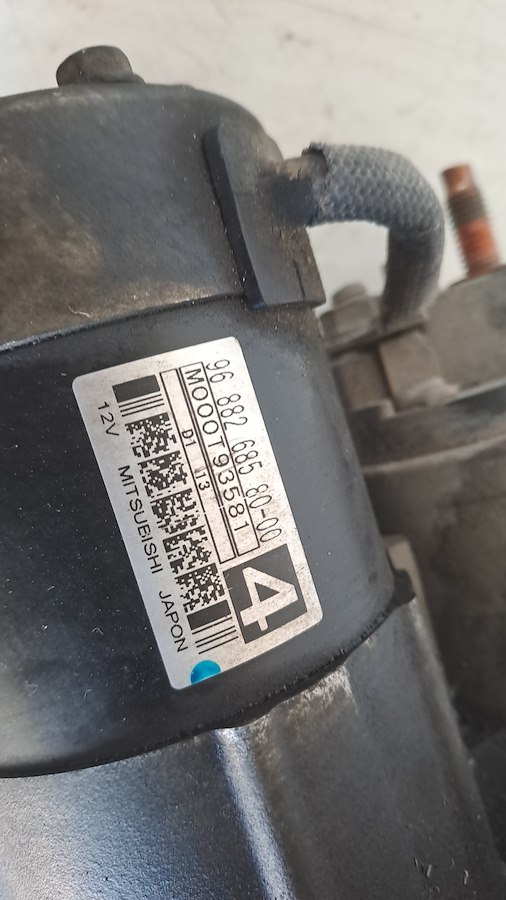 96 882 685 80-00
M000T93581
D1 13
4
12V MITSUBISHI JAPON